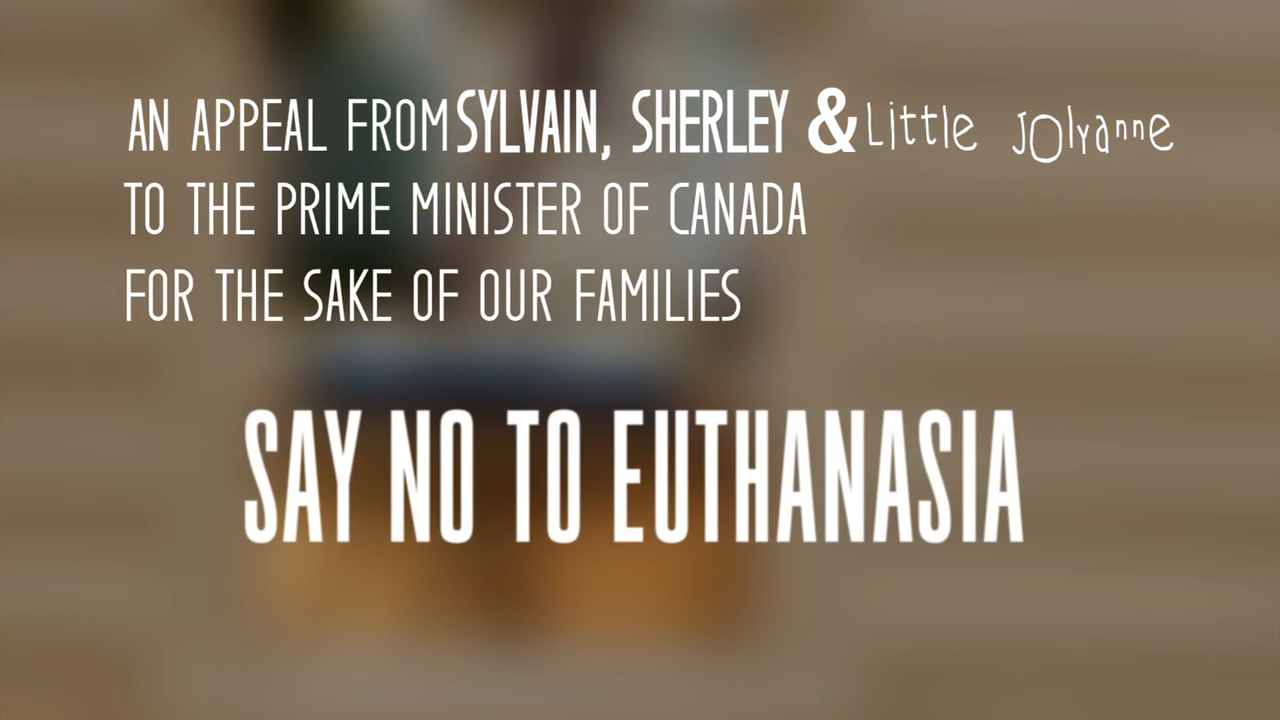 AN APPEAL FROM SYLVAIN, SHERLEY & Little Jolyanne
TO THE PRIME MINISTER OF CANADA
FOR THE SAKE OF OUR FAMILIES
SAY NO TO EUTHANASIA